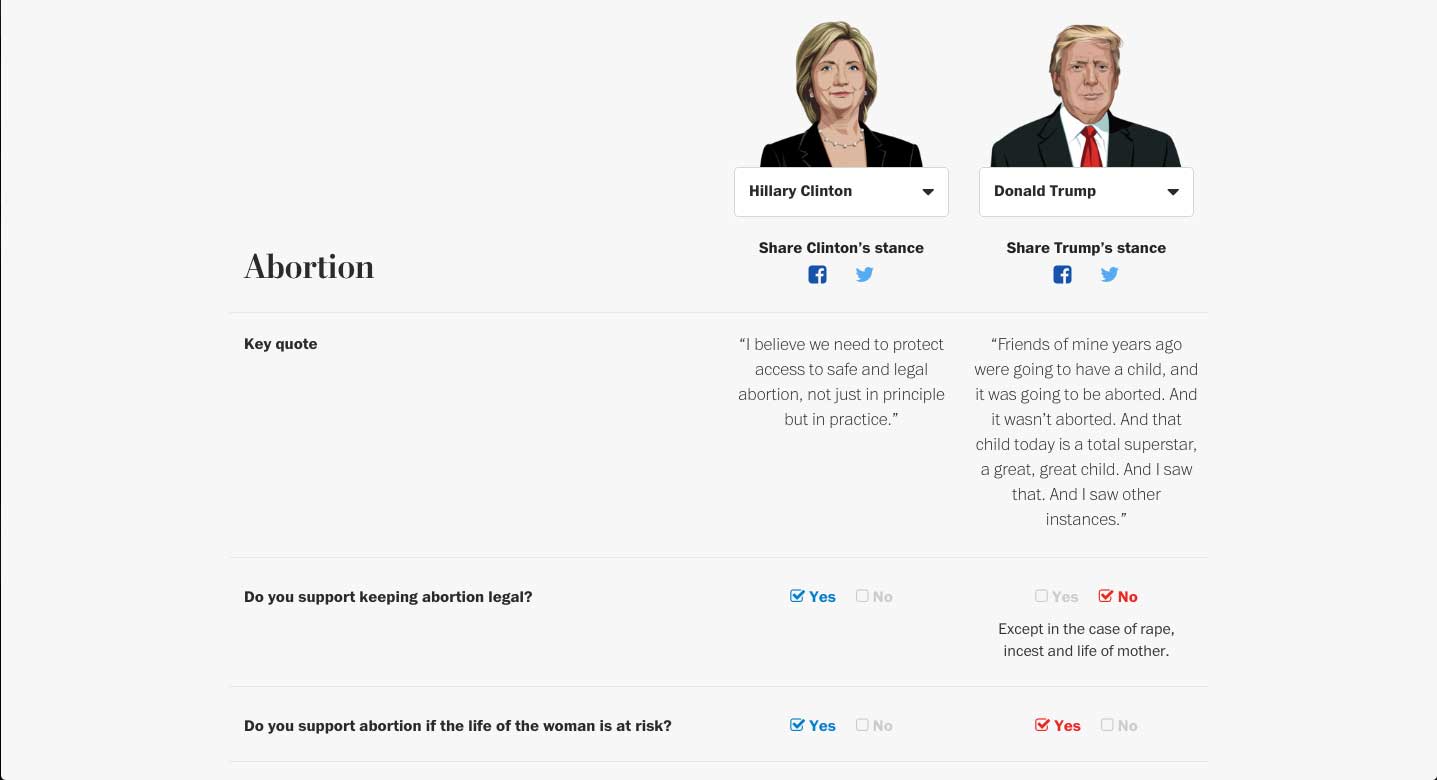 Hillary Clinton
Donald Trump
Share Clinton’s stance
Share Trump’s stance
Abortion
Key quote
“I believe we need to protect
access to safe and legal
abortion, not just in principle
but in practice.”
“Friends of mine years ago
were going to have a child, and
it was going to be aborted. And
it wasn’t aborted. And that
child today is a total superstar,
a great, great child. And I saw
that. And I saw other
instances.”
Do you support keeping abortion legal?
Yes No
Yes No
Except in the case of rape,
incest and life of mother.
Do you support abortion if the life of the woman is at risk?
Yes No
Yes No